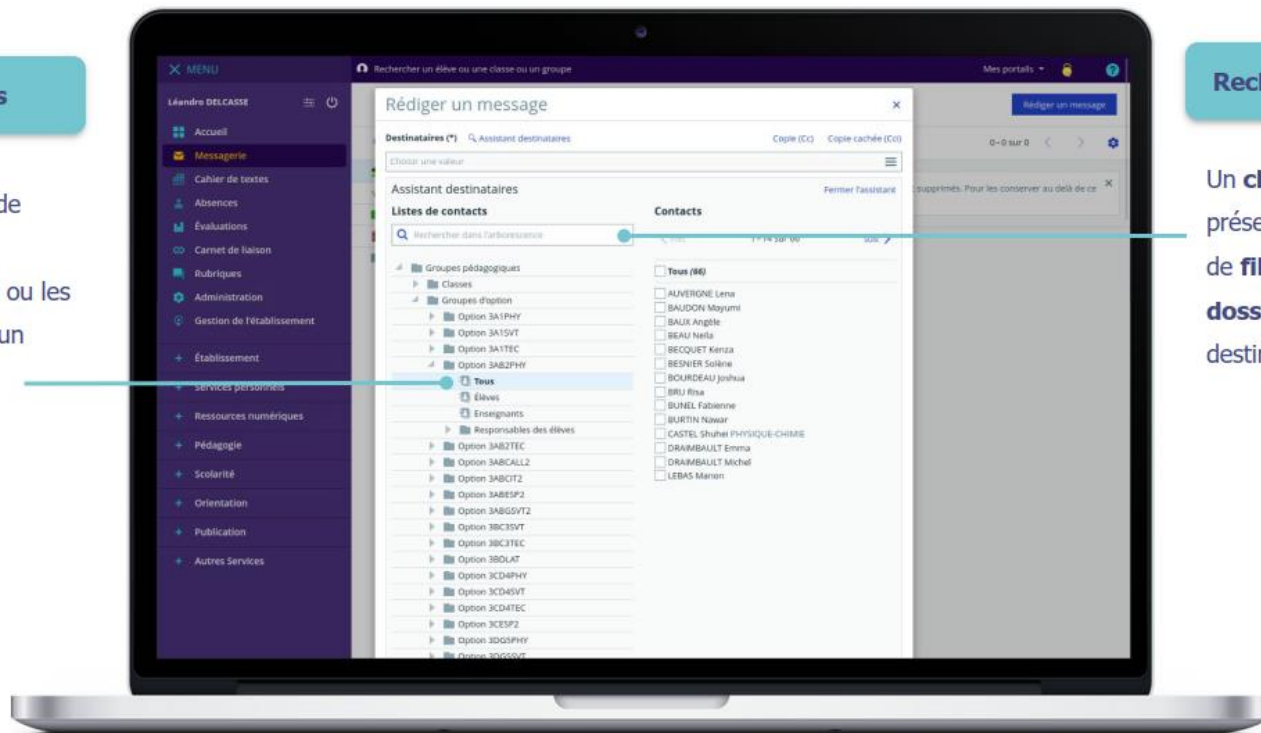 s
de
ou les
un
MENU
Léandro DELCASSE
Accueil
Messagerie
Cahier de textes
Absences
Évaluations
Carnet de liaison
Rubriques
Administration
Gestion de l'établissement
+ Établissement
+ Services personnels
+ Ressources numériques
+ Pédagogie
+ Scolarité
+ Orientation
+ Publication
+ Autres Services
Rechercher un élève ou une classe ou un groupe
Mes portails
?
Rédiger un message
0-0 sur 0
supprimés. Pour les conserver au delà de ce
Rédiger un message
Destinataires (*) Assistant destinataires Copie (Cc) Copie cachée (Cci)
Choisir une valeur
Assistant destinataires Fermer l'assistant
Listes de contacts
Rechercher dans l'arborescence
Groupes pédagogiques
Classes
Groupes d'option
Option 3A1PHY
Option 3A1SVT
Option 3A1TEC
Option 3AB2PHY
Tous
Élèves
Enseignants
Responsables des élèves
Option 3AB2TEC
Option 3ABCALL2
Option 3ABCIT2
Option 3ABESP2
Option 3ABGSVT2
Option 3BC3SVT
Option 3BC3TEC
Option 3BOLAT
Option 3CD4PHY
Option 3CD4SVT
Option 3CD4TEC
Option 3CESP2
Option 3DG5PHY
Option 3DG5SVT
Contacts
Tous (66)
AUVERGNE Lena
BAUDON Mayumi
BAUX Angèle
BEAU Neila
BECQUET Kenza
BESNIER Solène
BOURDEAU Joshua
BRU Risa
BUNEL Fabienne
BURTIN Nawar
CASTEL Shuhei PHYSIQUE-CHIMIE
DRAIMBAULT Emma
DRAIMBAULT Michel
LEBAS Manon
Rech
Un cl
prése
de fil
doss
destin